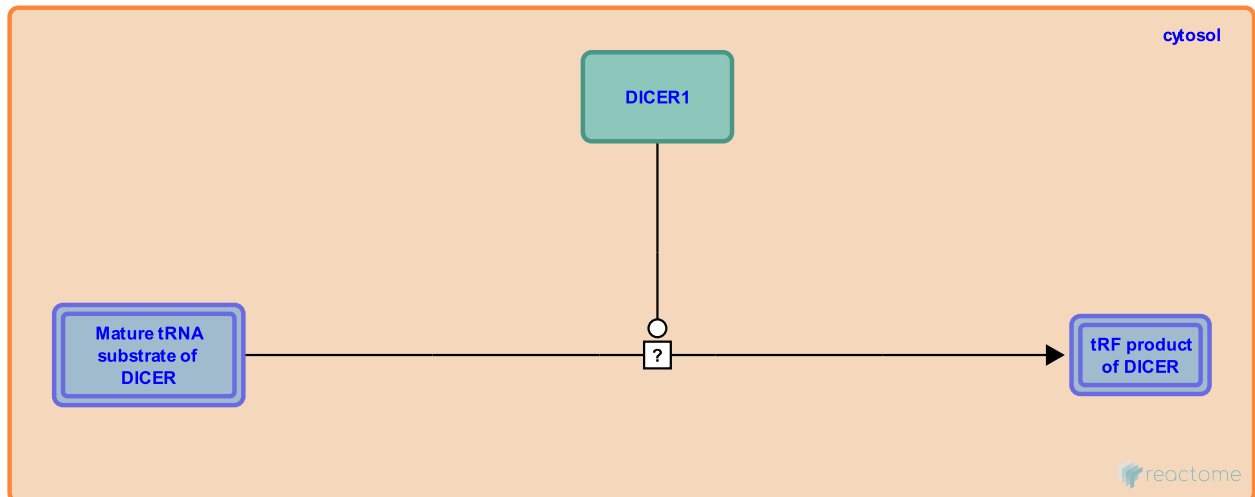 cytosol
DICER1
Mature tRNA
substrate of
DICER
?
tRF product
of DICER
reactome